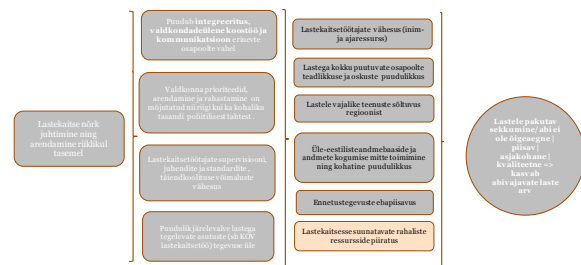 Lastekaitse nõrk
juhtimine ning
arendamine riiklikul
tasemel
Puudub integreeritus,
valdkondadeülene koostöö ja
kommunikatsioon erinevate
osapoolte vahel
Valdkonna prioriteedid,
arendamine ja rahastamine on
mõjutatud nii riigi kui ka kohaliku
tasandi poliitilisest tahtest.
Lastekaitsetöötajate supervisiooni,
juhendite ja standardite,
täiendkoolituse võimaluste
vähesus
Puudulik järelevalve lastega
tegelevate asutuste (sh KOV
lastekaitsetöö) tegevuse üle
Lastekaitsetöötajate vähesus (inim-
ja ajaressurss)
Lastega kokku puutuvate osapoolte
teadlikkuse ja oskuste puudulikkus
Lastele vajalike teenuste sõltuvus
regioonist
Üle-eestiliste andmebaaside ja
andmete kogumise mitte toimimine
ning kohatine puudulikkus
Ennetustegevuste ebapiisavus
Lastekaitsesse suunatavate rahaliste
ressursside piiratus
Lastele pakutav
sekkumine/ abi ei
ole õigeaegne |
piisav |
asjakohane |
kvaliteetne =>
kasvab
abivajavate laste
arv